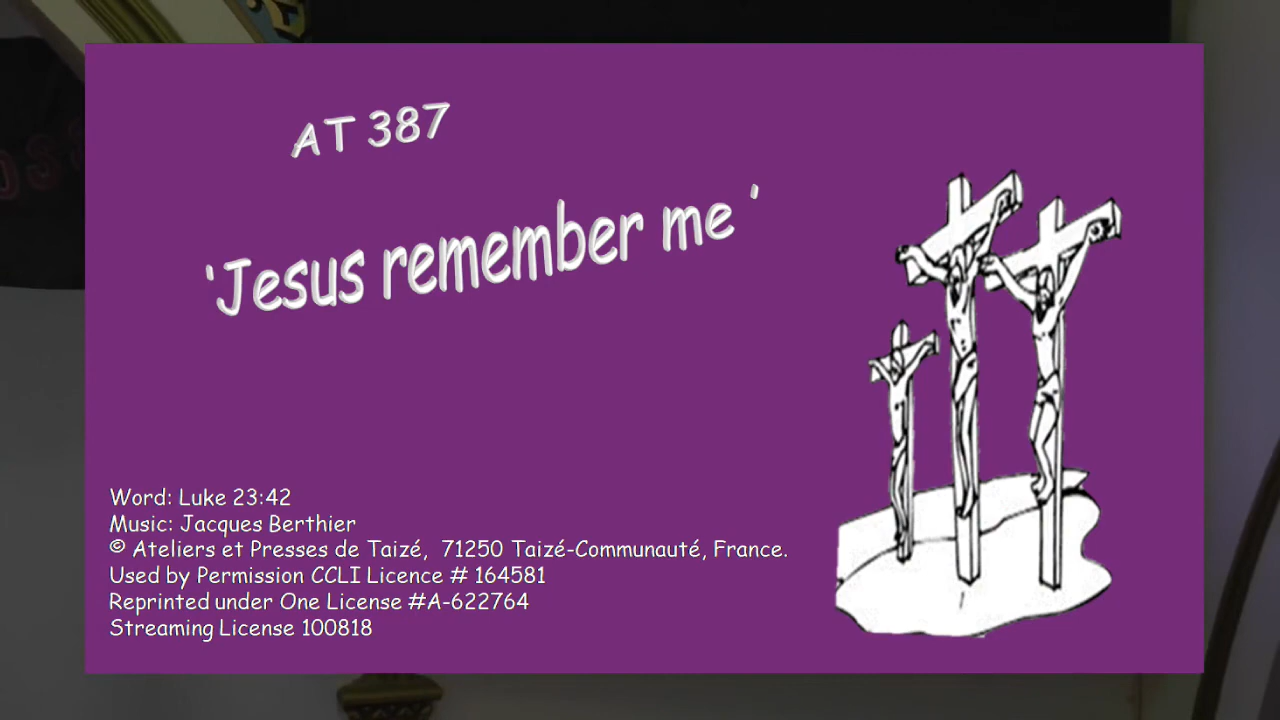 AT 387
'Jesus remember me'
Word: Luke 23:42
Music: Jacques Berthier
© Ateliers et Presses de Taizé, 71250 Taizé-Communauté, France.
Used by Permission CCLI Licence # 164581
Reprinted under One License #A-622764
Streaming License 100818